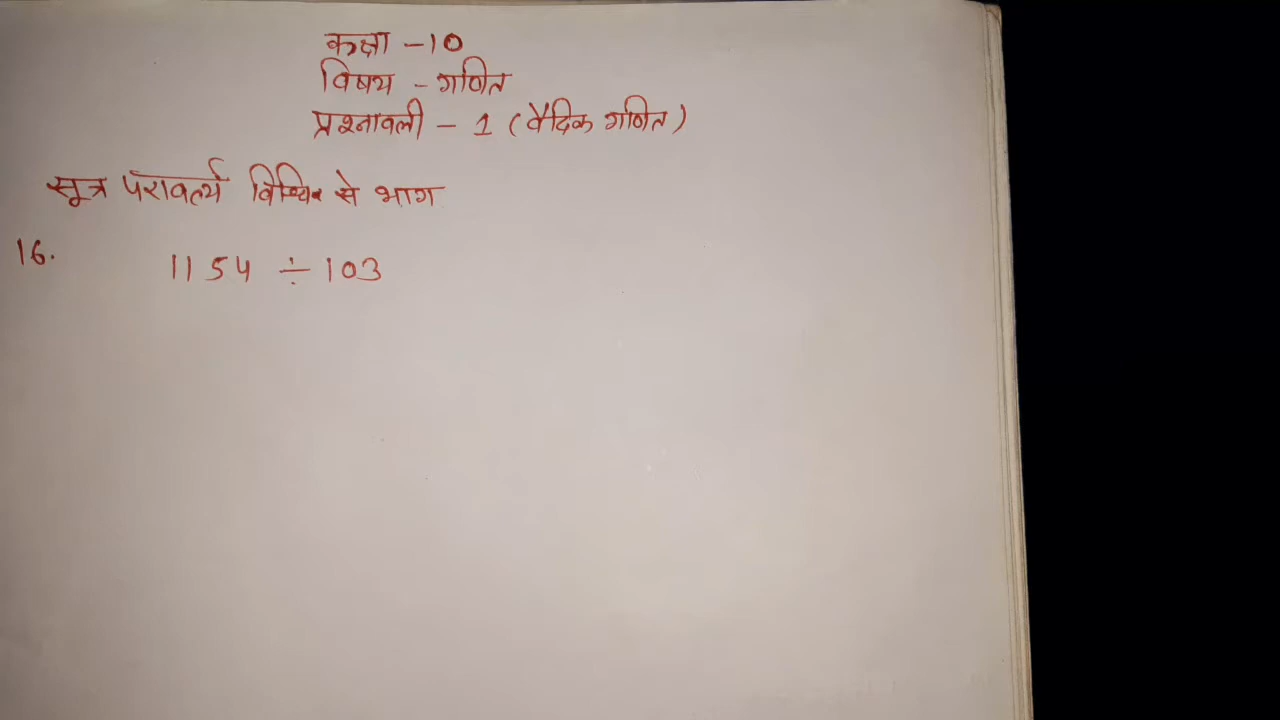 कक्षा -10
विषय - गणित
प्रश्नावली - 1 (वैदिक गणित)
सूत्र परावर्त्य विधि से भाग
16. 1154 ÷ 103